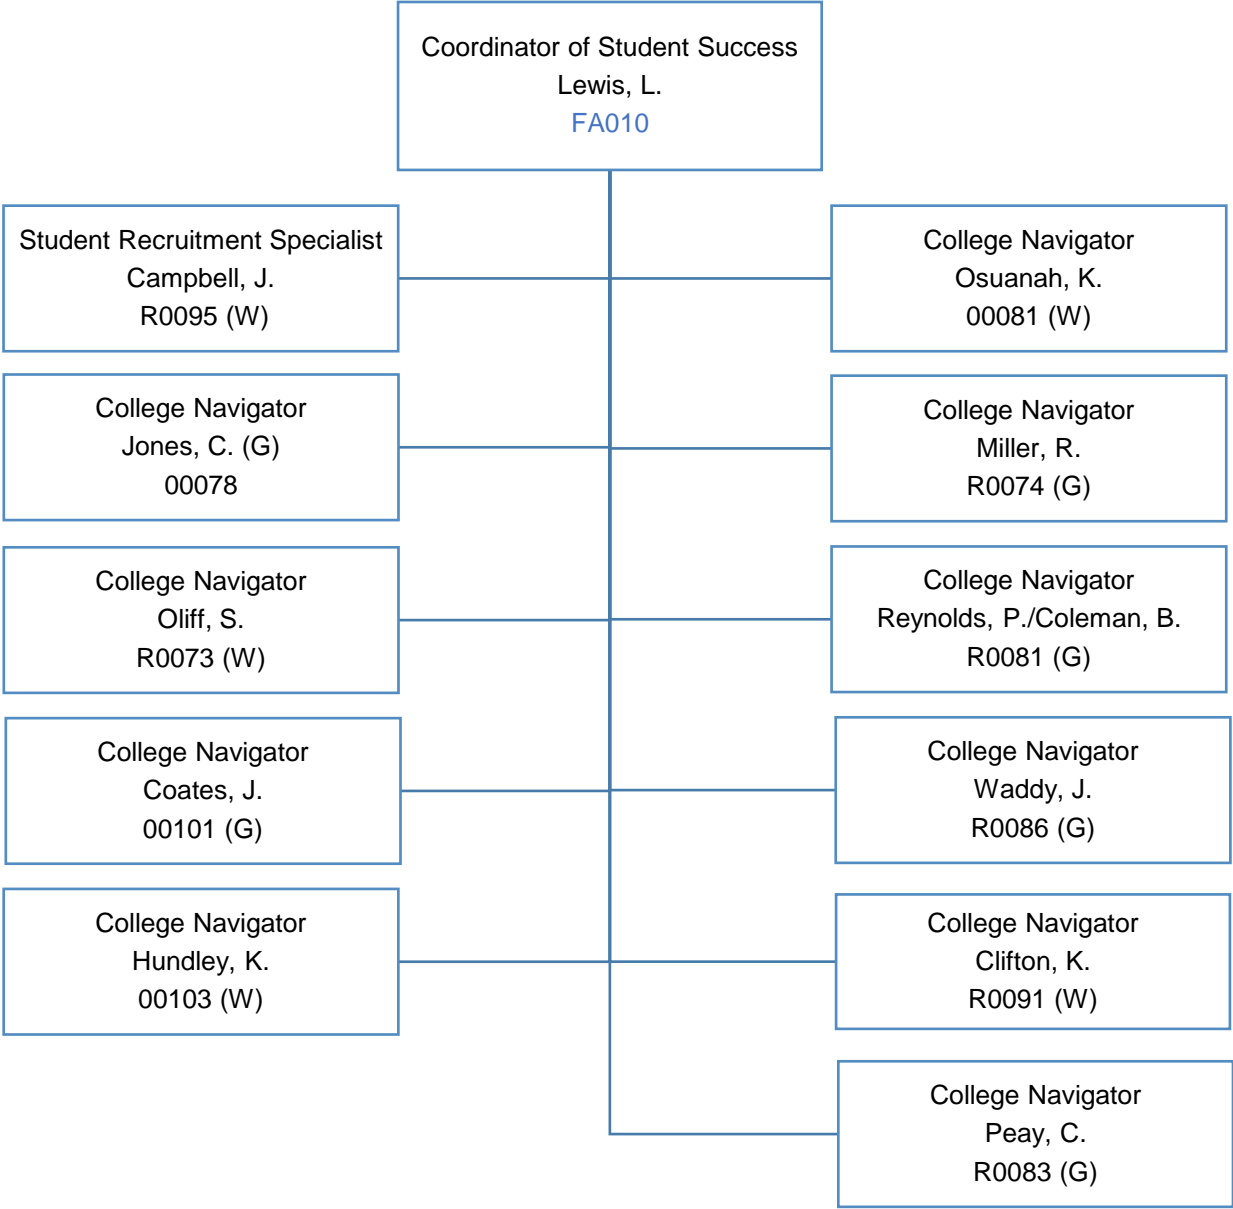 Coordinator of Student Success
Lewis, L.
FA010
Student Recruitment Specialist
Campbell, J.
R0095 (W)
College Navigator
Osuanah, K.
00081 (W)
College Navigator
Jones, C. (G)
00078
College Navigator
Miller, R.
R0074 (G)
College Navigator
Oliff, S.
R0073 (W)
College Navigator
Reynolds, P./Coleman, B.
R0081 (G)
College Navigator
Coates, J.
00101 (G)
College Navigator
Waddy, J.
R0086 (G)
College Navigator
Hundley, K.
00103 (W)
College Navigator
Clifton, K.
R0091 (W)
College Navigator
Peay, C.
R0083 (G)